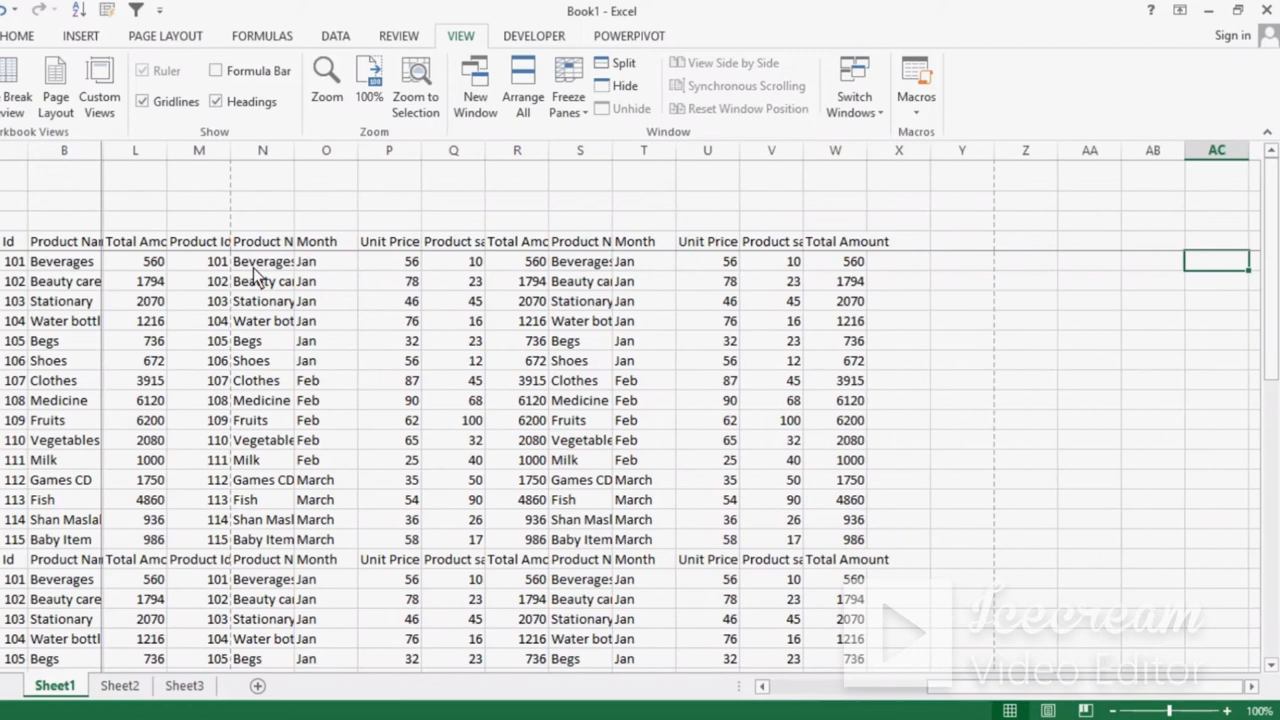 Book1 - Excel
HOME INSERT PAGE LAYOUT FORMULAS DATA REVIEW VIEW DEVELOPER POWERPIVOT Sign in
Ruler Formula Bar Split View Side by Side
Break Page Custom Zoom 100% Zoom to New Arrange Freeze Hide Synchronous Scrolling Switch Macros
Layout Views Gridlines Headings Selection Window All Panes Unhide Reset Window Position Windows
Views Show Zoom Window Macros
B L M N O P Q R S T U V W X Y Z AA AB AC
Id Product Nar Total Amc Product Id Product N Month Unit Price Product sa Total Amc Product N Month Unit Price Product sa Total Amount
101 Beverages 560 101 Beverages Jan 56 10 560 Beverages Jan 56 10 560
102 Beauty care 1794 102 Beauty car Jan 78 23 1794 Beauty car Jan 78 23 1794
103 Stationary 2070 103 Stationary Jan 46 45 2070 Stationary Jan 46 45 2070
104 Water bottl 1216 104 Water bot Jan 76 16 1216 Water bot Jan 76 16 1216
105 Begs 736 105 Begs Jan 32 23 736 Begs Jan 32 23 736
106 Shoes 672 106 Shoes Jan 56 12 672 Shoes Jan 56 12 672
107 Clothes 3915 107 Clothes Feb 87 45 3915 Clothes Feb 87 45 3915
108 Medicine 6120 108 Medicine Feb 90 68 6120 Medicine Feb 90 68 6120
109 Fruits 6200 109 Fruits Feb 62 100 6200 Fruits Feb 62 100 6200
110 Vegetables 2080 110 Vegetable Feb 65 32 2080 Vegetable Feb 65 32 2080
111 Milk 1000 111 Milk Feb 25 40 1000 Milk Feb 25 40 1000
112 Games CD 1750 112 Games CD March 35 50 1750 Games CD March 35 50 1750
113 Fish 4860 113 Fish March 54 90 4860 Fish March 54 90 4860
114 Shan Maslal 936 114 Shan Masl March 36 26 936 Shan Masl March 36 26 936
115 Baby Item 986 115 Baby Item March 58 17 986 Baby Item March 58 17 986
Id Product Nar Total Amc Product Id Product N Month Unit Price Product sa Total Amc Product N Month Unit Price Product sa Total Amount
101 Beverages 560 101 Beverages Jan 56 10 560 Beverages Jan 56 10 560
102 Beauty care 1794 102 Beauty car Jan 78 23 1794 Beauty car Jan 78 23 1794
103 Stationary 2070 103 Stationary Jan 46 45 2070 Stationary Jan 46 45 2070
104 Water bottl 1216 104 Water bot Jan 76 16 1216 Water bot Jan 76 16 1216
105 Begs 736 105 Begs Jan 32 23 736 Begs Jan 32 23 736
Icecream
Video Editor
Sheet1 Sheet2 Sheet3
100%